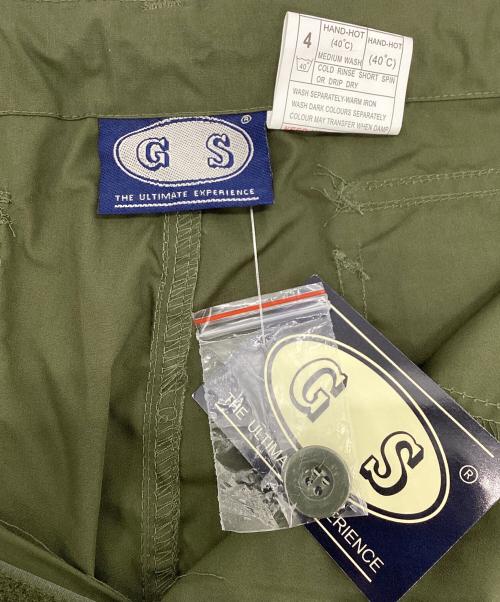 4
HAND-HOT
(40°C)
MEDIUM WASH
HAND-HOT
(40°C)
40°
COLD RINSE SHORT SPIN
OR DRIP DRY
WASH SEPARATELY-WARM IRON
WASH DARK COLOURS SEPARATELY
COLOUR MAY TRANSFER WHEN DAMP
G S ®
THE ULTIMATE EXPERIENCE
G S ®
THE ULTIMA
EXPERIENCE